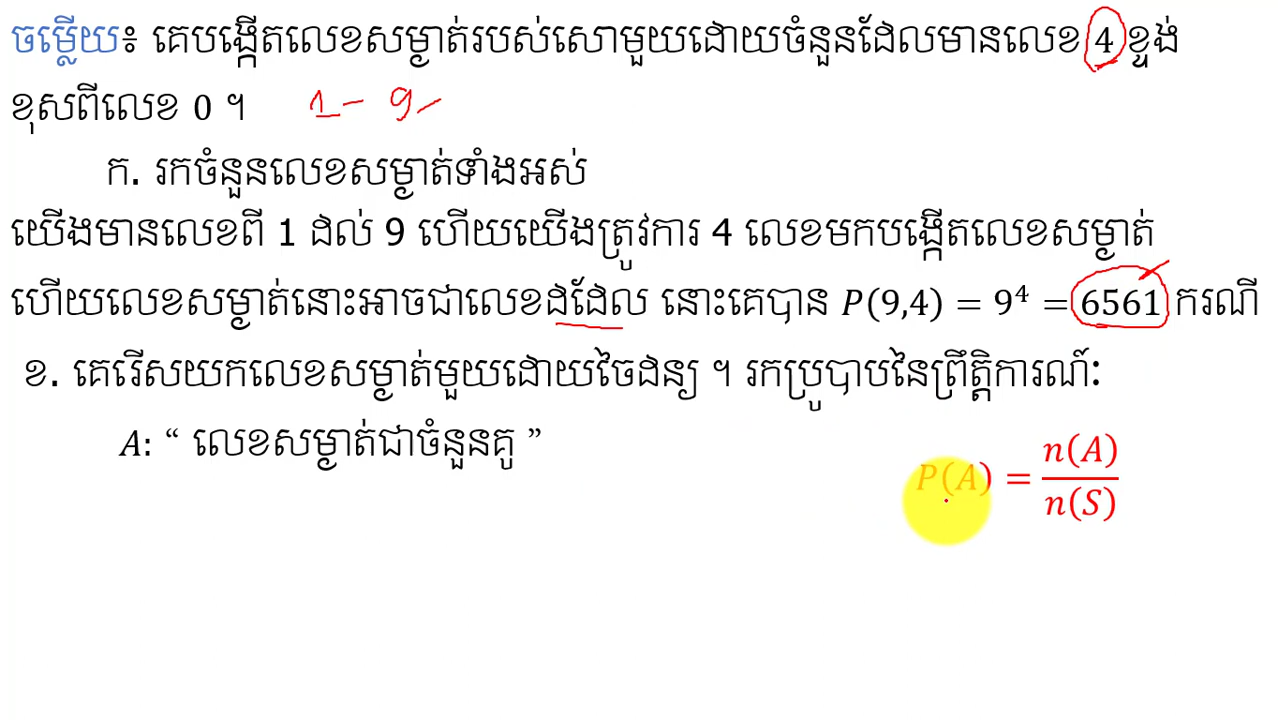 ចម្លើយ៖ គេបង្កើតលេខសម្ងាត់របស់សោមួយដោយចំនួនដែលមានលេខ 4 ខ្ទង់
ខុសពីលេខ 0 ។ 1 - 9 -
ក. រកចំនួនលេខសម្ងាត់ទាំងអស់
យើងមានលេខពី 1 ដល់ 9 ហើយយើងត្រូវការ 4 លេខមកបង្កើតលេខសម្ងាត់
ហើយលេខសម្ងាត់នោះអាចជាលេខដដែល នោះគេបាន P(9,4) = 9⁴ = 6561 ករណី
ខ. គេរើសយកលេខសម្ងាត់មួយដោយចៃដន្យ ។ រកប្រូបាបនៃព្រឹត្តិការណ៍ៈ
A: “ លេខសម្ងាត់ជាចំនួនគូ ”
P(A) = n(A)/n(S)